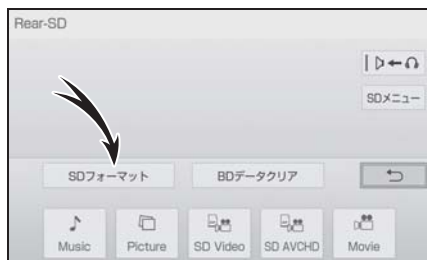 Rear-SD
SDメニュー
SDフォーマット
BDデータクリア
Music
Picture
SD Video
SD AVCHD
Movie